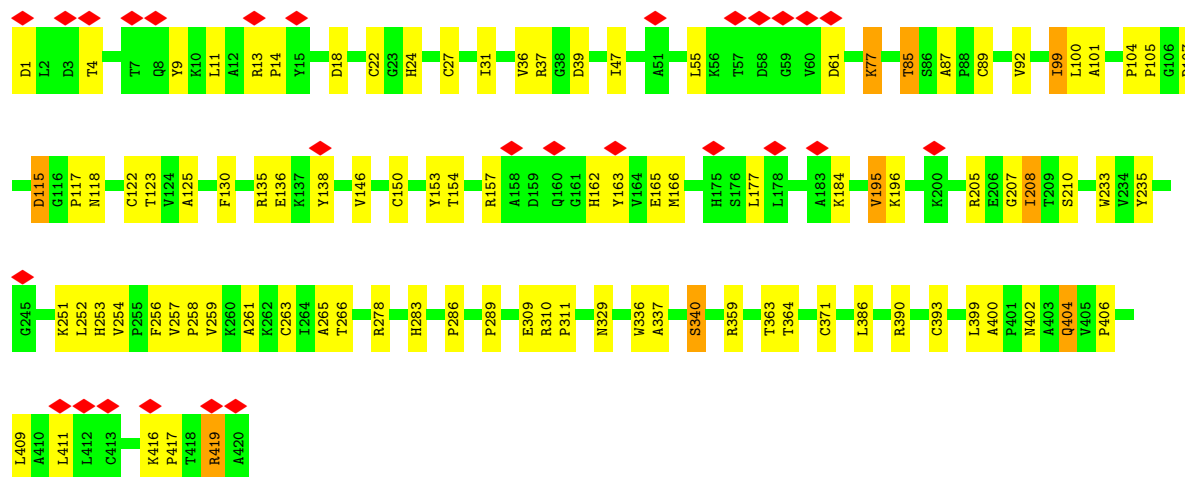 D1 L2 D3 T4 T7 Q8 Y9 K10 L11 A12 R13 P14 Y15 D18 C22 G23 H24 C27 I31 V36 R37 G38 D39 I47 A51 L55 K56 T57 D58 G59 V60 D61 K77 T85 S86 A87 P88 C89 V92 I99 L100 A101 P104 P105 G106
D115 G116 P117 N118 C122 T123 V124 A125 F130 R135 E136 K137 Y138 V146 C150 Y153 T154 R157 A158 D159 Q160 G161 H162 Y163 V164 E165 M166 H175 S176 L177 L178 A183 K184 V195 K196 K200 R205 E206 G207 I208 T209 S210 W233 V234 Y235
G245 K251 L252 H253 V254 P255 F256 V257 P258 V259 K260 A261 K262 C263 I264 A265 T266 R278 H283 P286 P289 E309 R310 P311 N329 W336 A337 S340 R359 T363 T364 G371 L386 R390 G393 L399 A400 P401 N402 A403 Q404 V405 P406
L409 A410 L411 L412 C413 K416 P417 T418 R419 A420